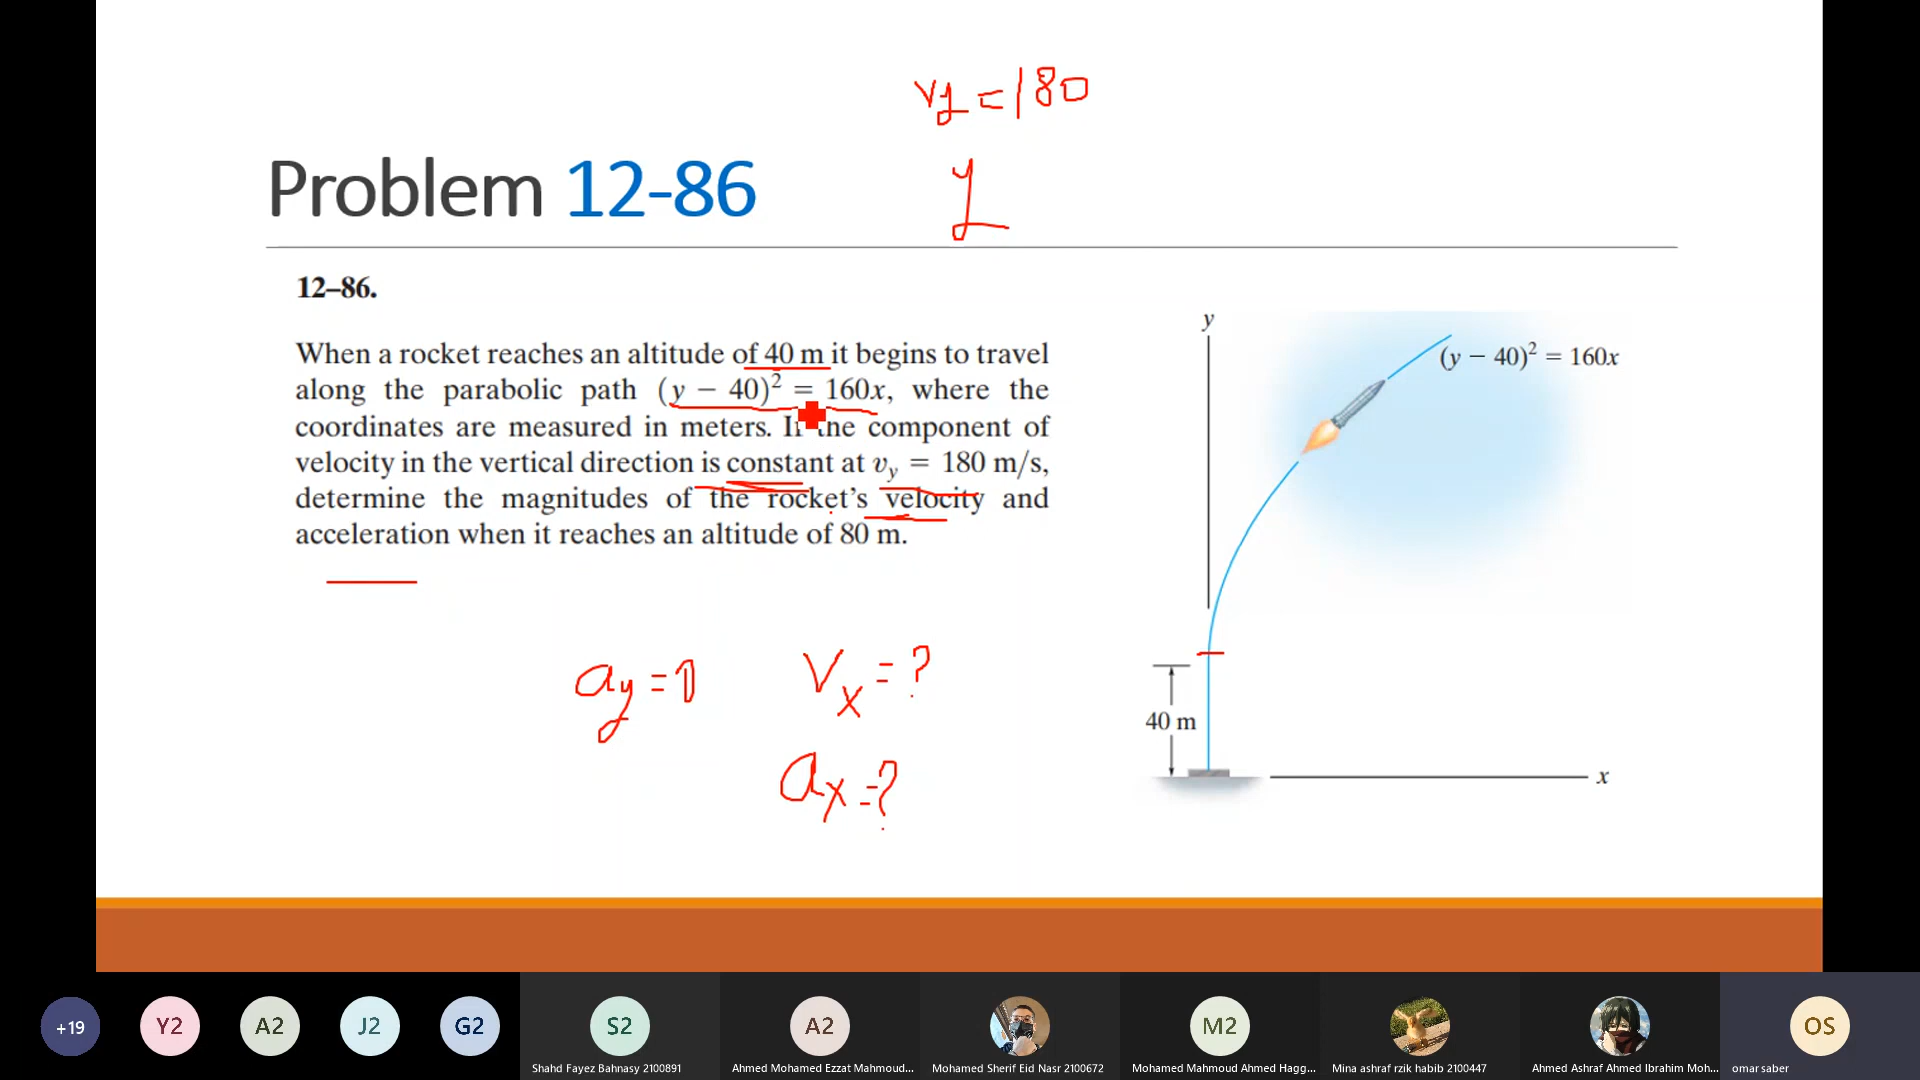 vy=180
Problem 12-86
y
12–86.
When a rocket reaches an altitude of 40 m it begins to travel
along the parabolic path (y − 40)² = 160x, where the
coordinates are measured in meters. If the component of
velocity in the vertical direction is constant at vy = 180 m/s,
determine the magnitudes of the rocket's velocity and
acceleration when it reaches an altitude of 80 m.
y
(y − 40)² = 160x
40 m
x
ay=0
Vx=?
ax=?
+19
Y2
A2
J2
G2
S2
Shahd Fayez Bahnasy 2100891
A2
Ahmed Mohamed Ezzat Mahmoud...
Mohamed Sherif Eid Nasr 2100672
M2
Mohamed Mahmoud Ahmed Hagg...
Mina ashraf rzik habib 2100447
Ahmed Ashraf Ahmed Ibrahim Moh...
OS
omar saber